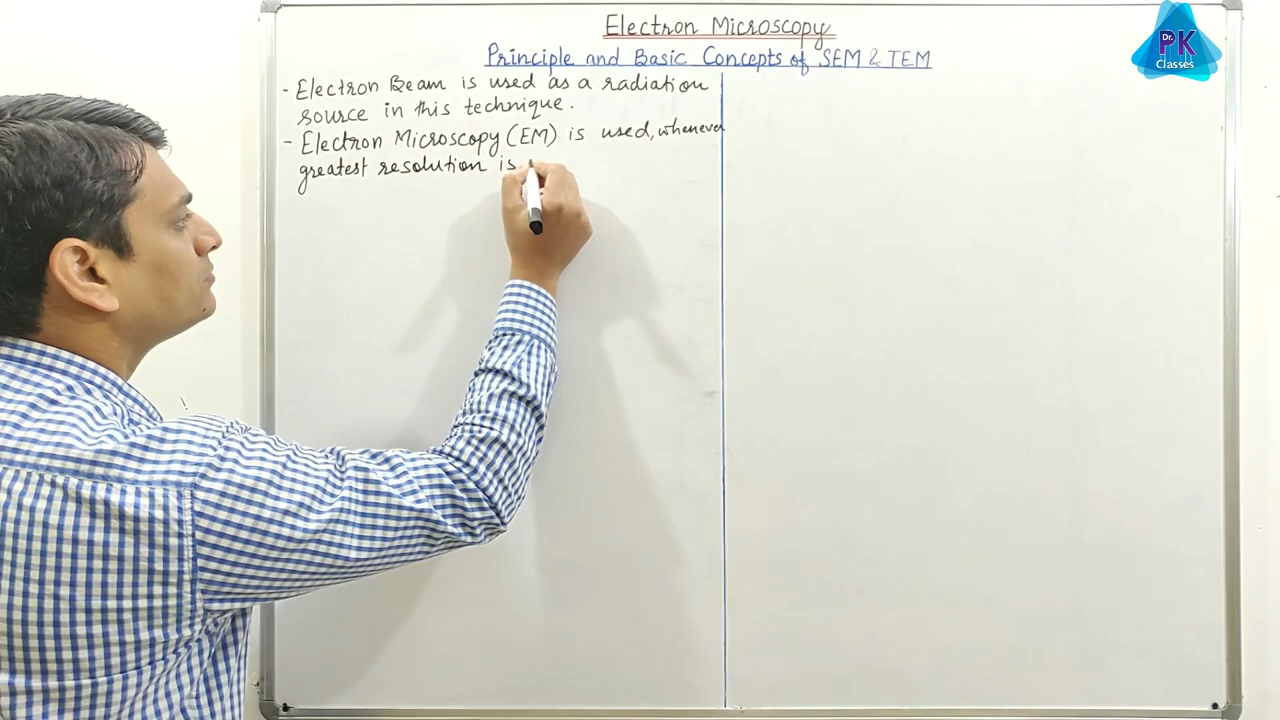 Electron Microscopy
Principle and Basic Concepts of SEM & TEM
- Electron Beam is used as a radiation
source in this technique.
- Electron Microscopy (EM) is used, whenever
greatest resolution is
Dr.
PK
Classes